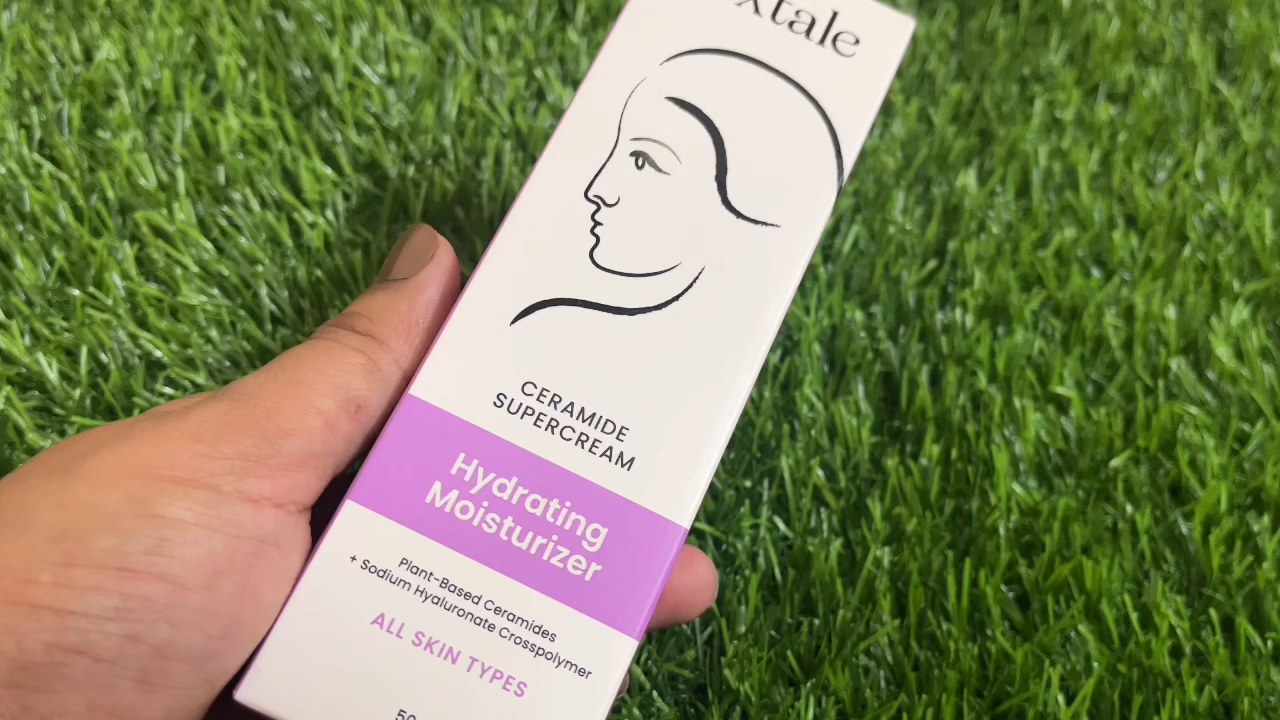 CERAMIDE
SUPERCREAM
Hydrating
Moisturizer
Plant-Based Ceramides
+ Sodium Hyaluronate Crosspolymer
ALL SKIN TYPES